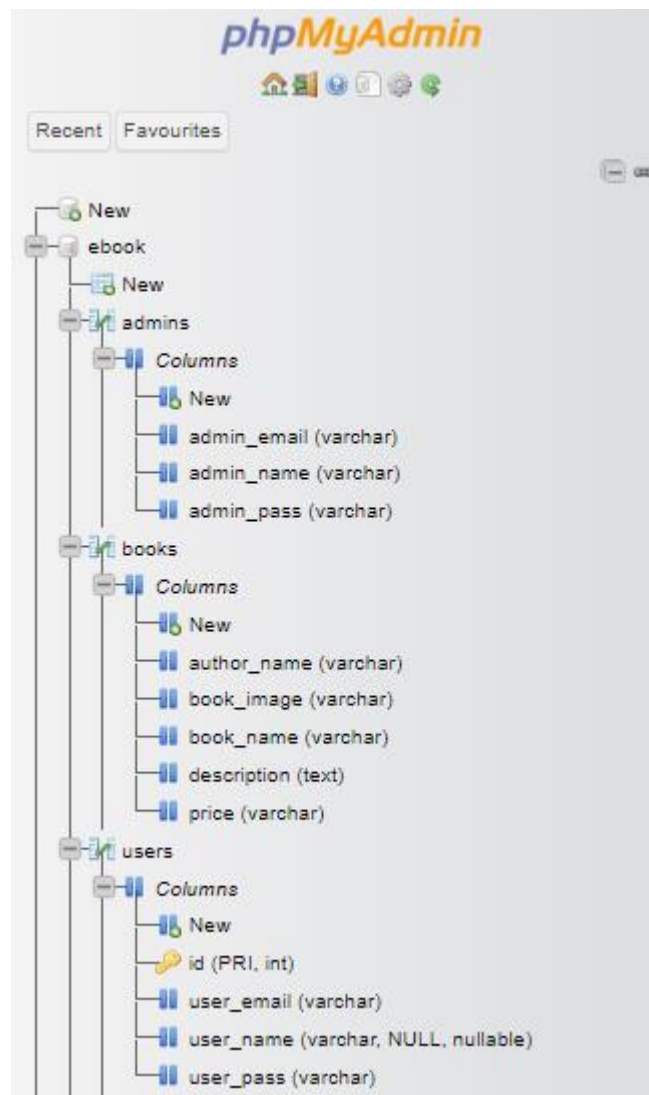 phpMyAdmin
Recent Favourites
New
ebook
New
admins
Columns
New
admin_email (varchar)
admin_name (varchar)
admin_pass (varchar)
books
Columns
New
author_name (varchar)
book_image (varchar)
book_name (varchar)
description (text)
price (varchar)
users
Columns
New
id (PRI, int)
user_email (varchar)
user_name (varchar, NULL, nullable)
user_pass (varchar)